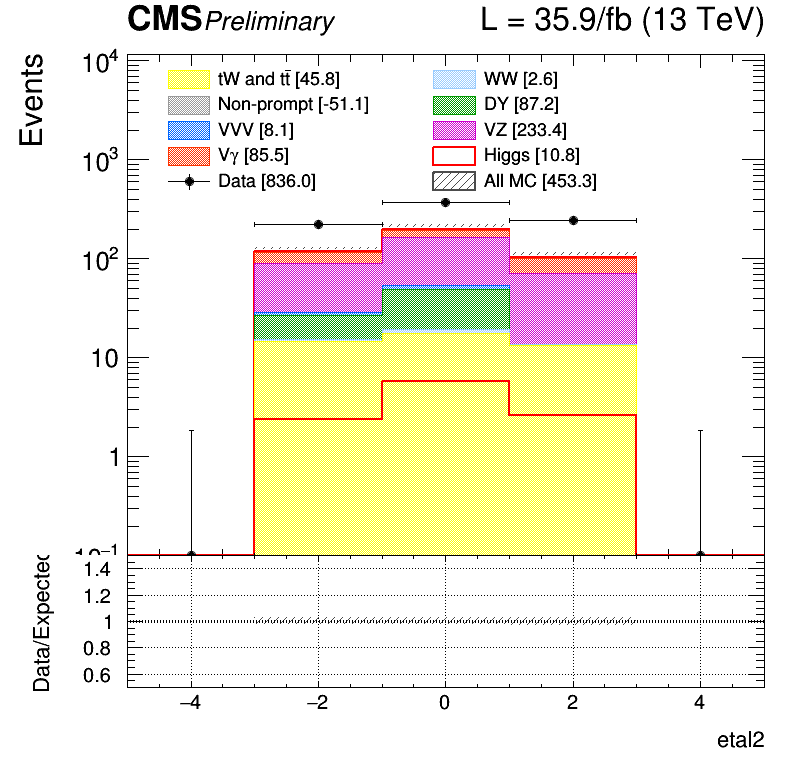 CMS Preliminary L = 35.9/fb (13 TeV)
Events
10⁴
10³
10²
10
1
10⁻¹
tW and tt̄ [45.8] WW [2.6]
Non-prompt [-51.1] DY [87.2]
VVV [8.1] VZ [233.4]
Vγ [85.5] Higgs [10.8]
Data [836.0] All MC [453.3]
Data/Expected
1.4
1.2
1
0.8
0.6
−4 −2 0 2 4
etal2